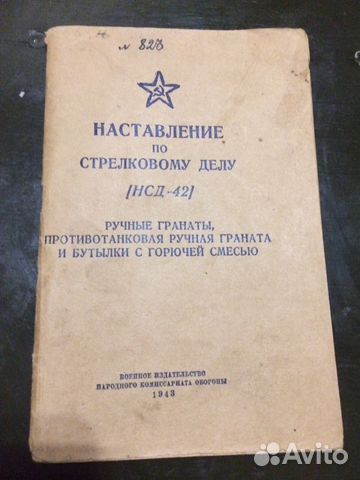 № 823
НАСТАВЛЕНИЕ
ПО
СТРЕЛКОВОМУ ДЕЛУ
[НСД-42]
РУЧНЫЕ ГРАНАТЫ,
ПРОТИВОТАНКОВАЯ РУЧНАЯ ГРАНАТА
И БУТЫЛКИ С ГОРЮЧЕЙ СМЕСЬЮ
ВОЕННОЕ ИЗДАТЕЛЬСТВО
НАРОДНОГО КОМИССАРИАТА ОБОРОНЫ
1943
Avito